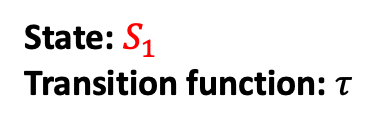 State: S₁
Transition function: τ